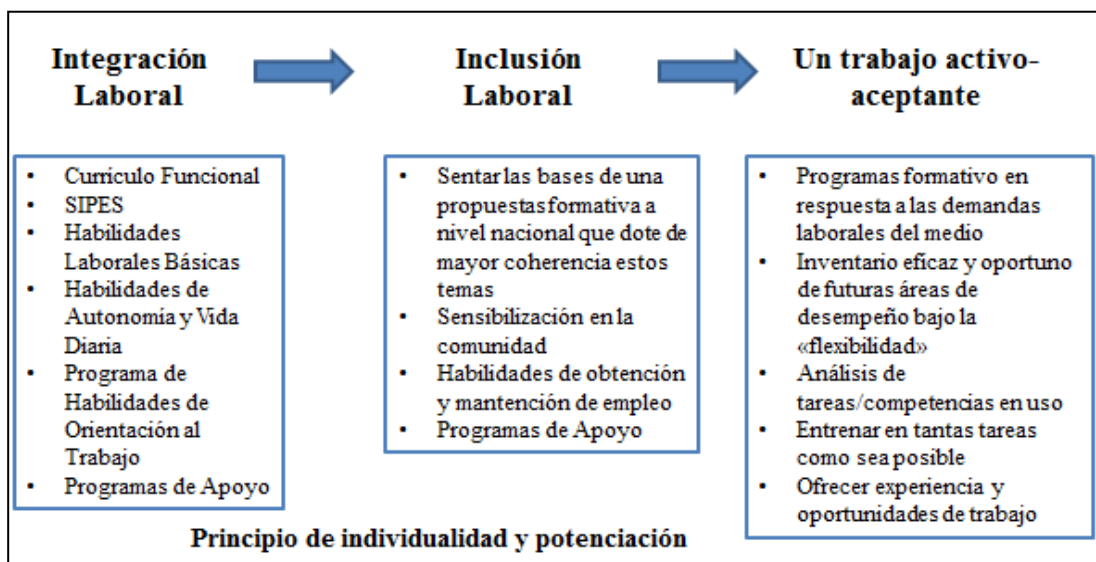 Integración
Laboral
Inclusión
Laboral
Un trabajo activo-
aceptante
• Currículo Funcional
• SIPES
• Habilidades
Laborales Básicas
• Habilidades de
Autonomía y Vida
Diaria
• Programa de
Habilidades de
Orientación al
Trabajo
• Programas de Apoyo
• Sentar las bases de una
propuestas formativa a
nivel nacional que dote de
mayor coherencia estos
temas
• Sensibilización en la
comunidad
• Habilidades de obtención
y mantención de empleo
• Programas de Apoyo
• Programas formativo en
respuesta a las demandas
laborales del medio
• Inventario eficaz y oportuno
de futuras áreas de
desempeño bajo la
«flexibilidad»
• Análisis de
tareas/competencias en uso
• Entrenar en tantas tareas
como sea posible
• Ofrecer experiencia y
oportunidades de trabajo
Principio de individualidad y potenciación